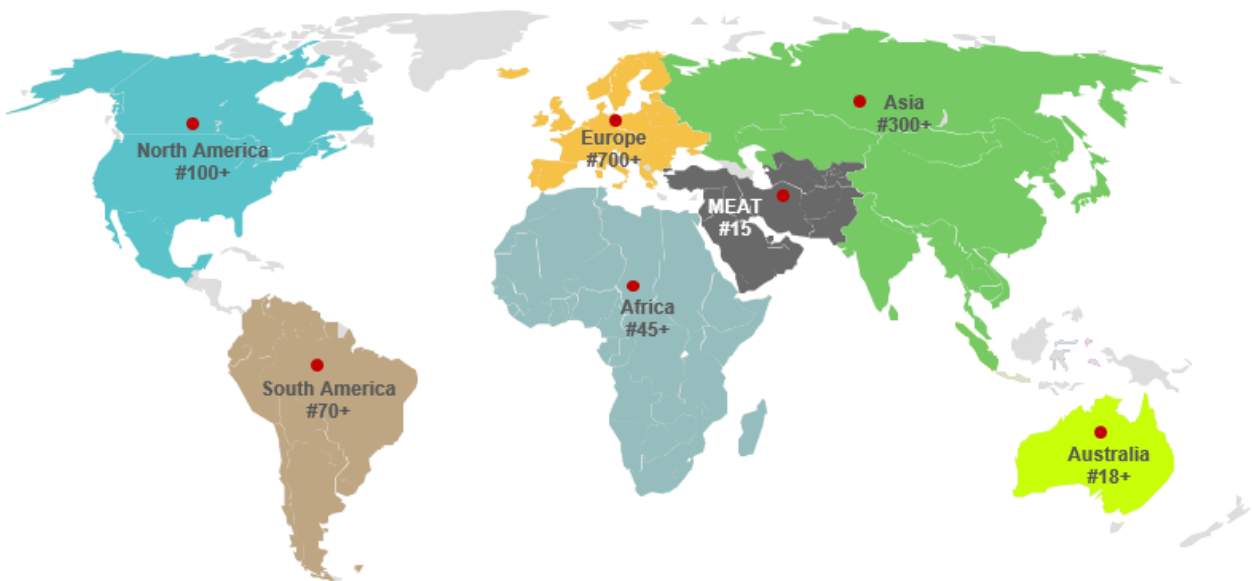 North America
#100+
Europe
#700+
Asia
#300+
MEAT
#15
Africa
#45+
South America
#70+
Australia
#18+